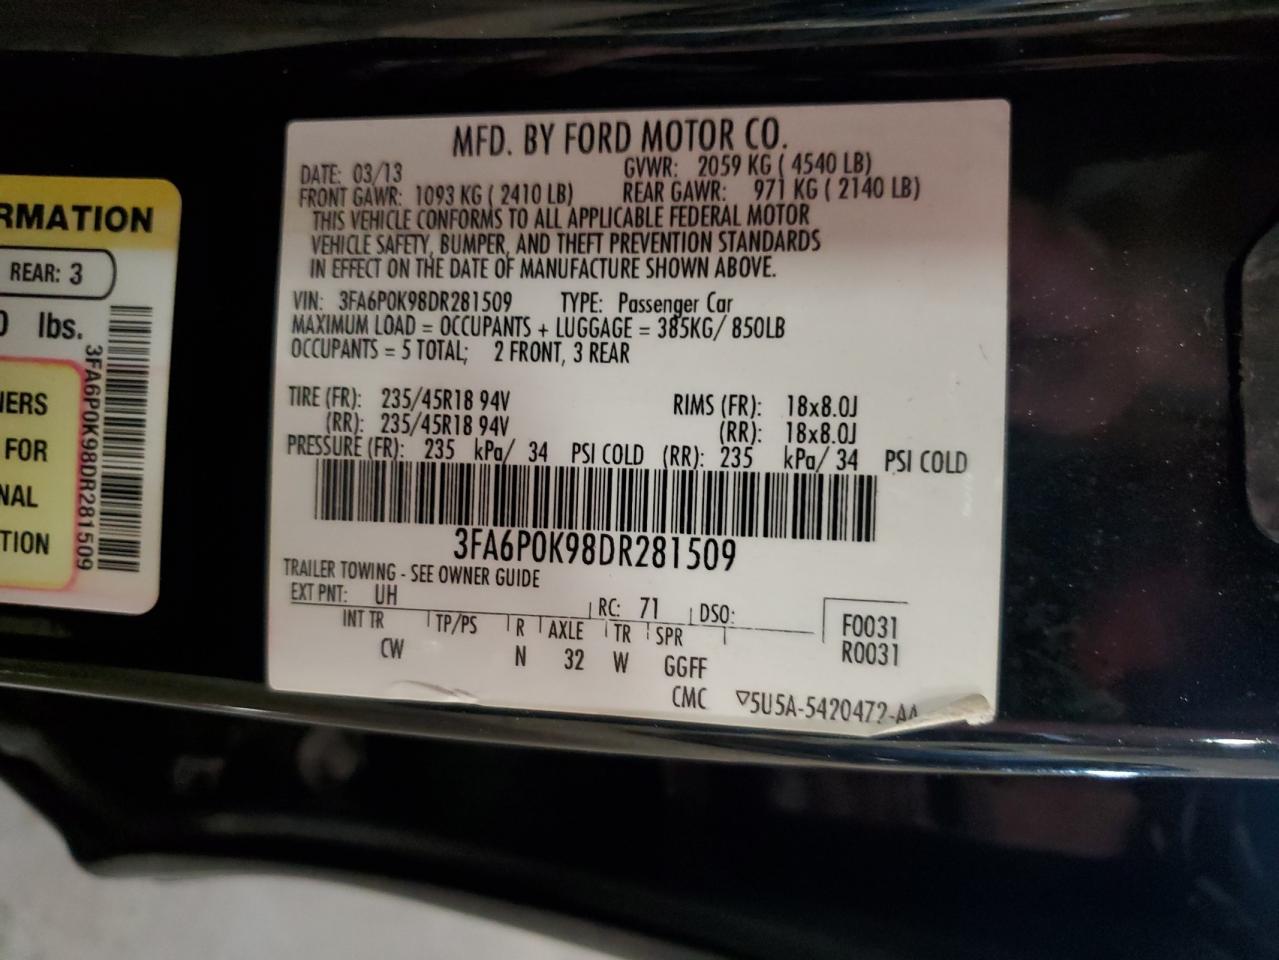 MFD. BY FORD MOTOR CO.
DATE: 03/13 GVWR: 2059 KG ( 4540 LB)
FRONT GAWR: 1093 KG ( 2410 LB) REAR GAWR: 971 KG ( 2140 LB)
THIS VEHICLE CONFORMS TO ALL APPLICABLE FEDERAL MOTOR
VEHICLE SAFETY, BUMPER, AND THEFT PREVENTION STANDARDS
IN EFFECT ON THE DATE OF MANUFACTURE SHOWN ABOVE.
VIN: 3FA6P0K98DR281509 TYPE: Passenger Car
MAXIMUM LOAD = OCCUPANTS + LUGGAGE = 385KG/ 850LB
OCCUPANTS = 5 TOTAL; 2 FRONT, 3 REAR
TIRE (FR): 235/45R18 94V RIMS (FR): 18x8.0J
(RR): 235/45R18 94V (RR): 18x8.0J
PRESSURE (FR): 235 kPa/ 34 PSI COLD (RR): 235 kPa/ 34 PSI COLD
3FA6P0K98DR281509
TRAILER TOWING - SEE OWNER GUIDE
EXT PNT: UH RC: 71 DSO:
INT TR TP/PS R AXLE TR SPR F0031
CW N 32 W GGFF R0031
CMC ▽5U5A-5420472-AA
RMATION
REAR: 3
0 lbs.
3FA6P0K98DR281509
NERS
FOR
NAL
TION